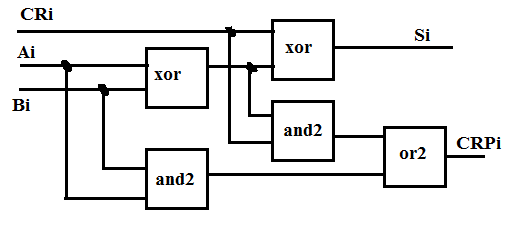 CRi
Si
xor
Ai
xor
Bi
and2
CRPi
or2
and2